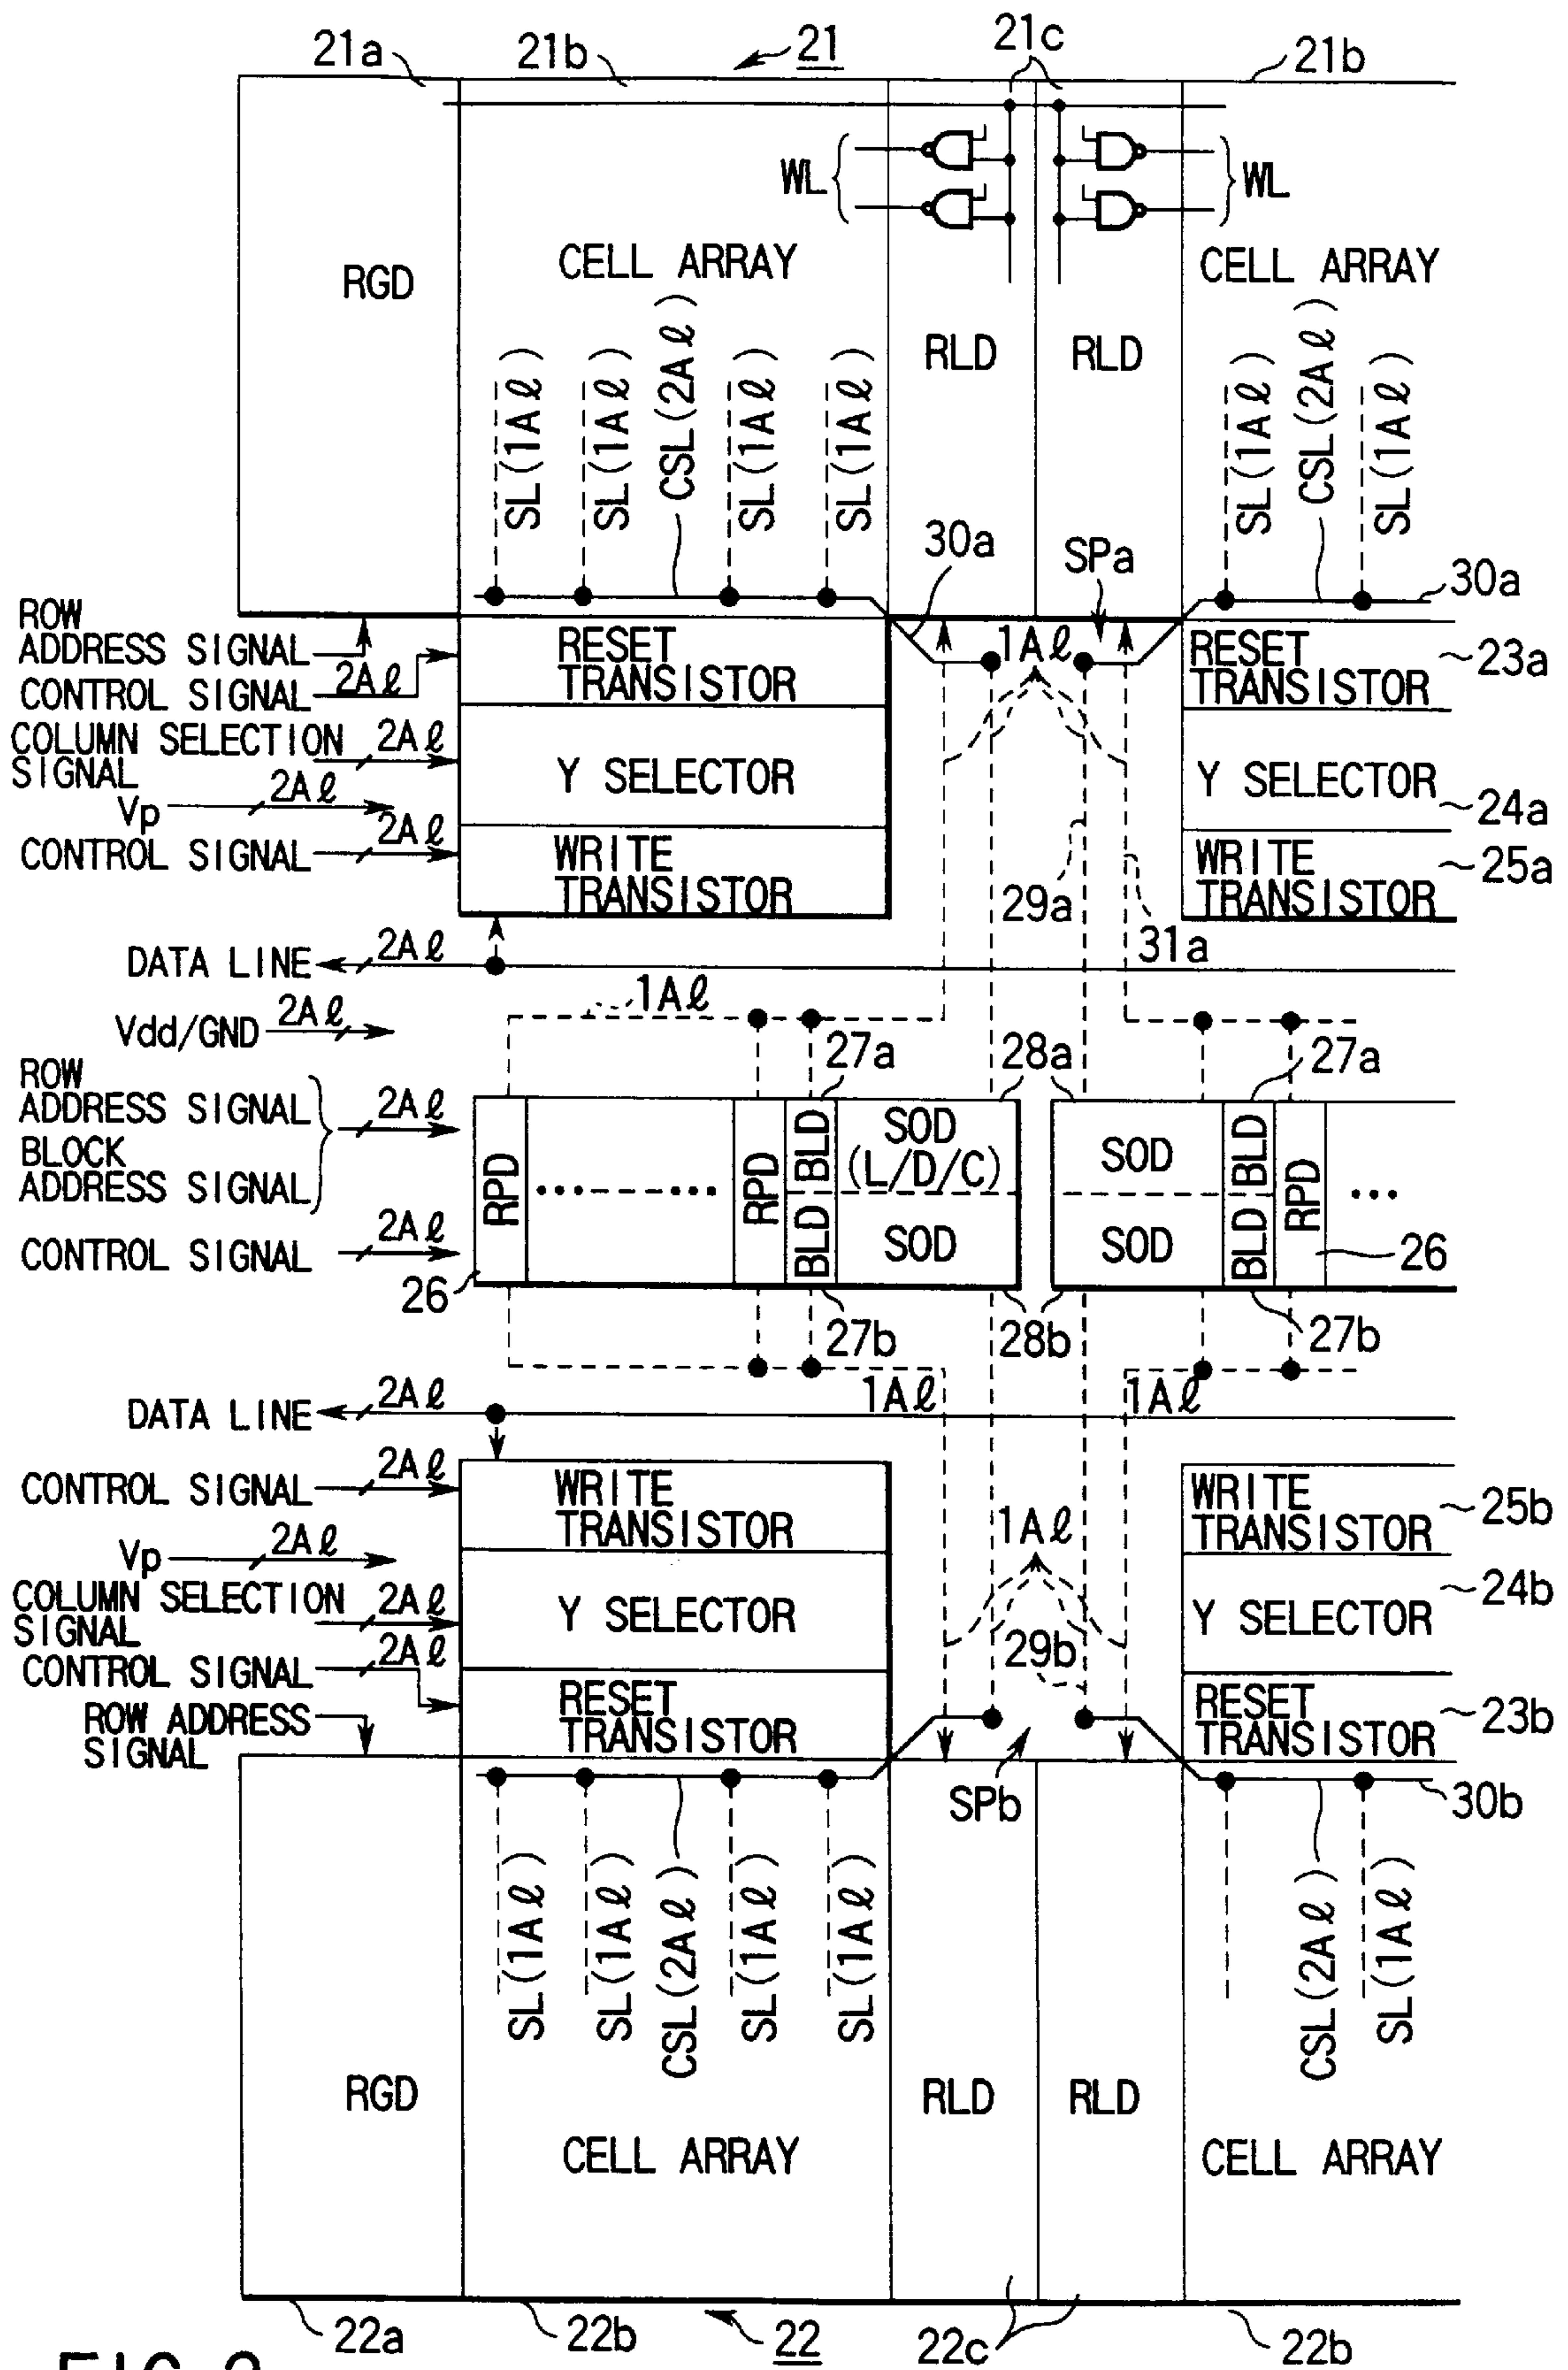 21a
21b
21
21c
21b
WL
WL
RGD
CELL ARRAY
CELL ARRAY
RLD
RLD
SL(1Aℓ)
SL(1Aℓ)
CSL(2Aℓ)
SL(1Aℓ)
SL(1Aℓ)
SL(1Aℓ)
CSL(2Aℓ)
SL(1Aℓ)
30a
SPa
30a
ROW
ADDRESS SIGNAL
CONTROL SIGNAL
2Aℓ
RESET
TRANSISTOR
1Aℓ
RESET
TRANSISTOR
23a
COLUMN SELECTION
SIGNAL
2Aℓ
Y SELECTOR
Y SELECTOR
24a
Vp
2Aℓ
CONTROL SIGNAL
2Aℓ
WRITE
TRANSISTOR
29a
31a
WRITE
TRANSISTOR
25a
DATA LINE
2Aℓ
1Aℓ
Vdd/GND
2Aℓ
27a
28a
27a
ROW
ADDRESS SIGNAL
BLOCK
ADDRESS SIGNAL
2Aℓ
RPD
RPD
BLD
SOD
(L/D/C)
SOD
BLD
RPD
BLD
SOD
SOD
BLD
CONTROL SIGNAL
2Aℓ
26
26
27b
28b
27b
1Aℓ
1Aℓ
DATA LINE
2Aℓ
CONTROL SIGNAL
2Aℓ
WRITE
TRANSISTOR
WRITE
TRANSISTOR
25b
Vp
2Aℓ
1Aℓ
COLUMN SELECTION
SIGNAL
2Aℓ
Y SELECTOR
Y SELECTOR
24b
CONTROL SIGNAL
2Aℓ
29b
ROW ADDRESS
SIGNAL
RESET
TRANSISTOR
RESET
TRANSISTOR
23b
SPb
30b
SL(1Aℓ)
SL(1Aℓ)
CSL(2Aℓ)
SL(1Aℓ)
SL(1Aℓ)
CSL(2Aℓ)
SL(1Aℓ)
RGD
RLD
RLD
CELL ARRAY
CELL ARRAY
22a
22b
22
22c
22b